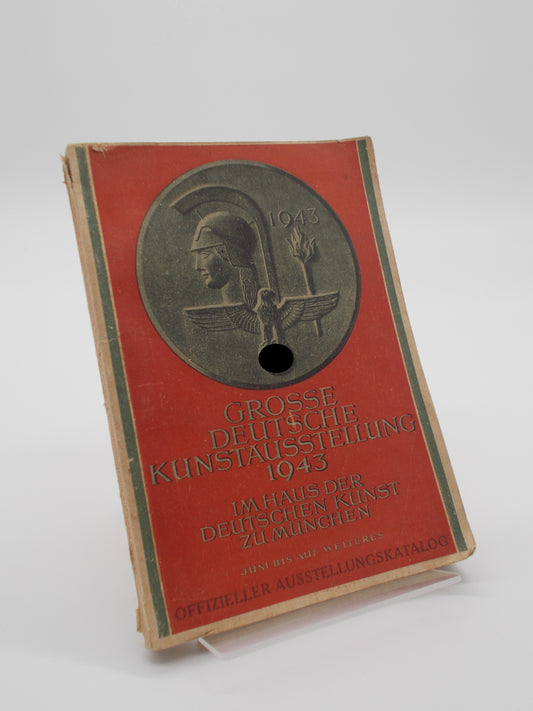 1943
GROSSE
DEUTSCHE
KUNSTAUSSTELLUNG
1943
IM HAUS DER
DEUTSCHEN KUNST
ZU MÜNCHEN
JUNI BIS AUF WEITERES
OFFIZIELLER AUSSTELLUNGSKATALOG